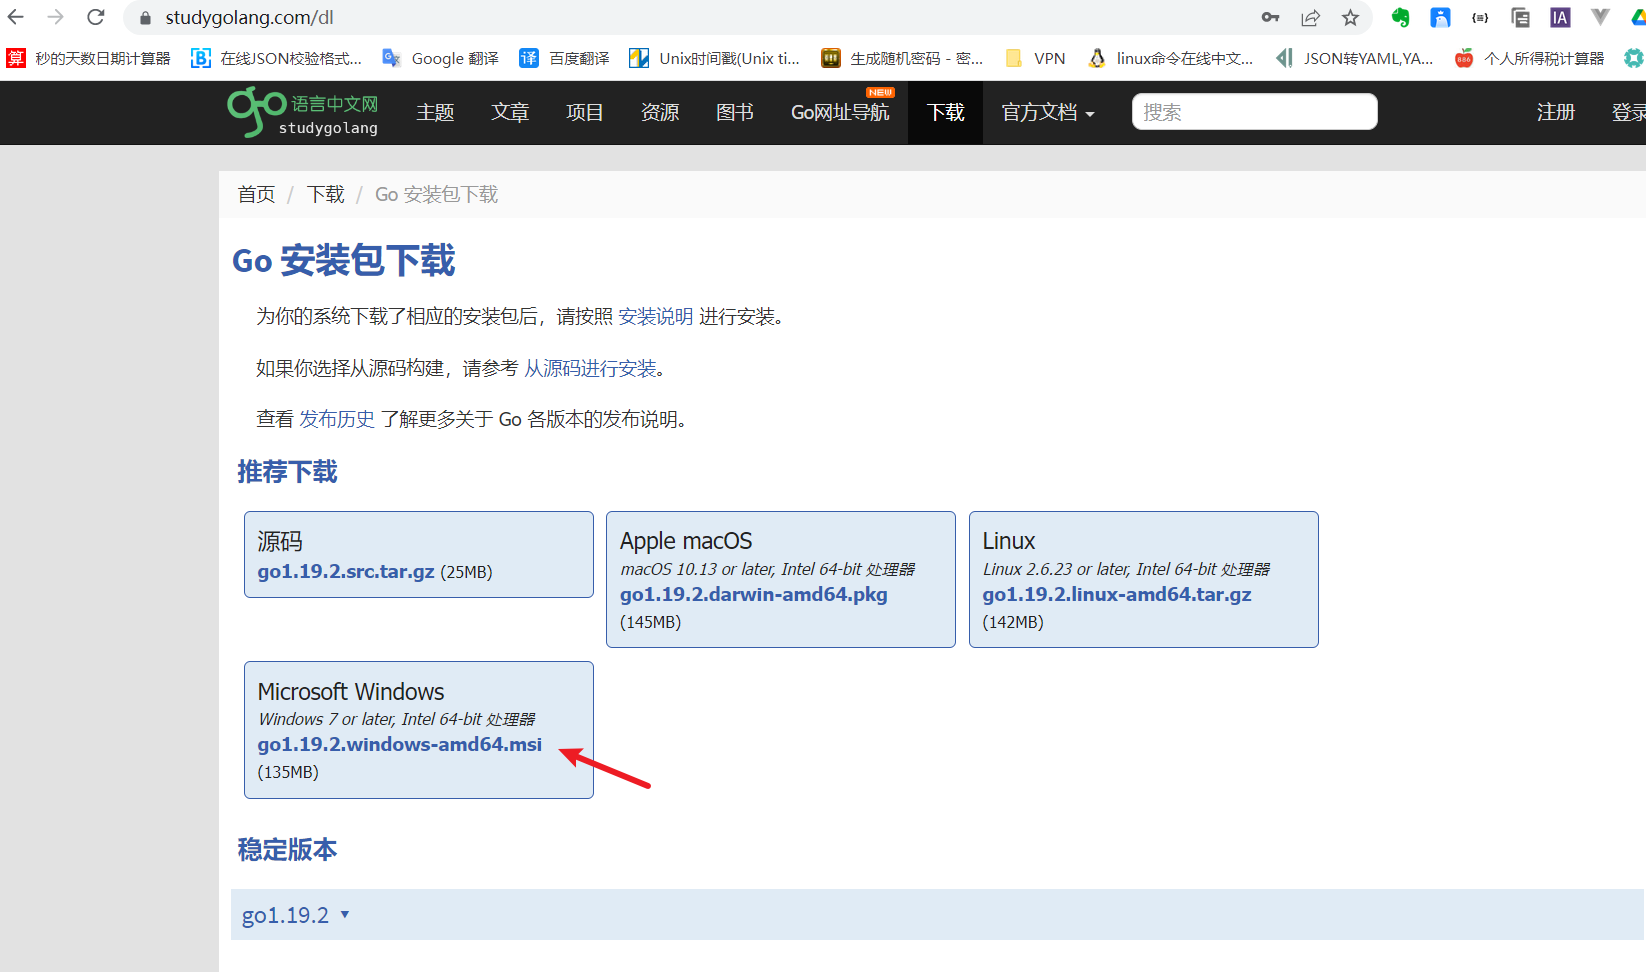 studygolang.com/dl
算 秒的天数日期计算器 在线JSON校验格式... Google 翻译 译 百度翻译 Unix时间戳(Unix ti... 生成随机密码 - 密... VPN linux命令在线中文... JSON转YAML,YA... 个人所得税计算器
go 语言中文网
studygolang
主题 文章 项目 资源 图书 Go网址导航 NEW 下载 官方文档 搜索 注册 登录
首页 / 下载 / Go 安装包下载
Go 安装包下载
为你的系统下载了相应的安装包后，请按照 安装说明 进行安装。
如果你选择从源码构建，请参考 从源码进行安装。
查看 发布历史 了解更多关于 Go 各版本的发布说明。
推荐下载
源码
go1.19.2.src.tar.gz (25MB)
Apple macOS
macOS 10.13 or later, Intel 64-bit 处理器
go1.19.2.darwin-amd64.pkg
(145MB)
Linux
Linux 2.6.23 or later, Intel 64-bit 处理器
go1.19.2.linux-amd64.tar.gz
(142MB)
Microsoft Windows
Windows 7 or later, Intel 64-bit 处理器
go1.19.2.windows-amd64.msi
(135MB)
稳定版本
go1.19.2